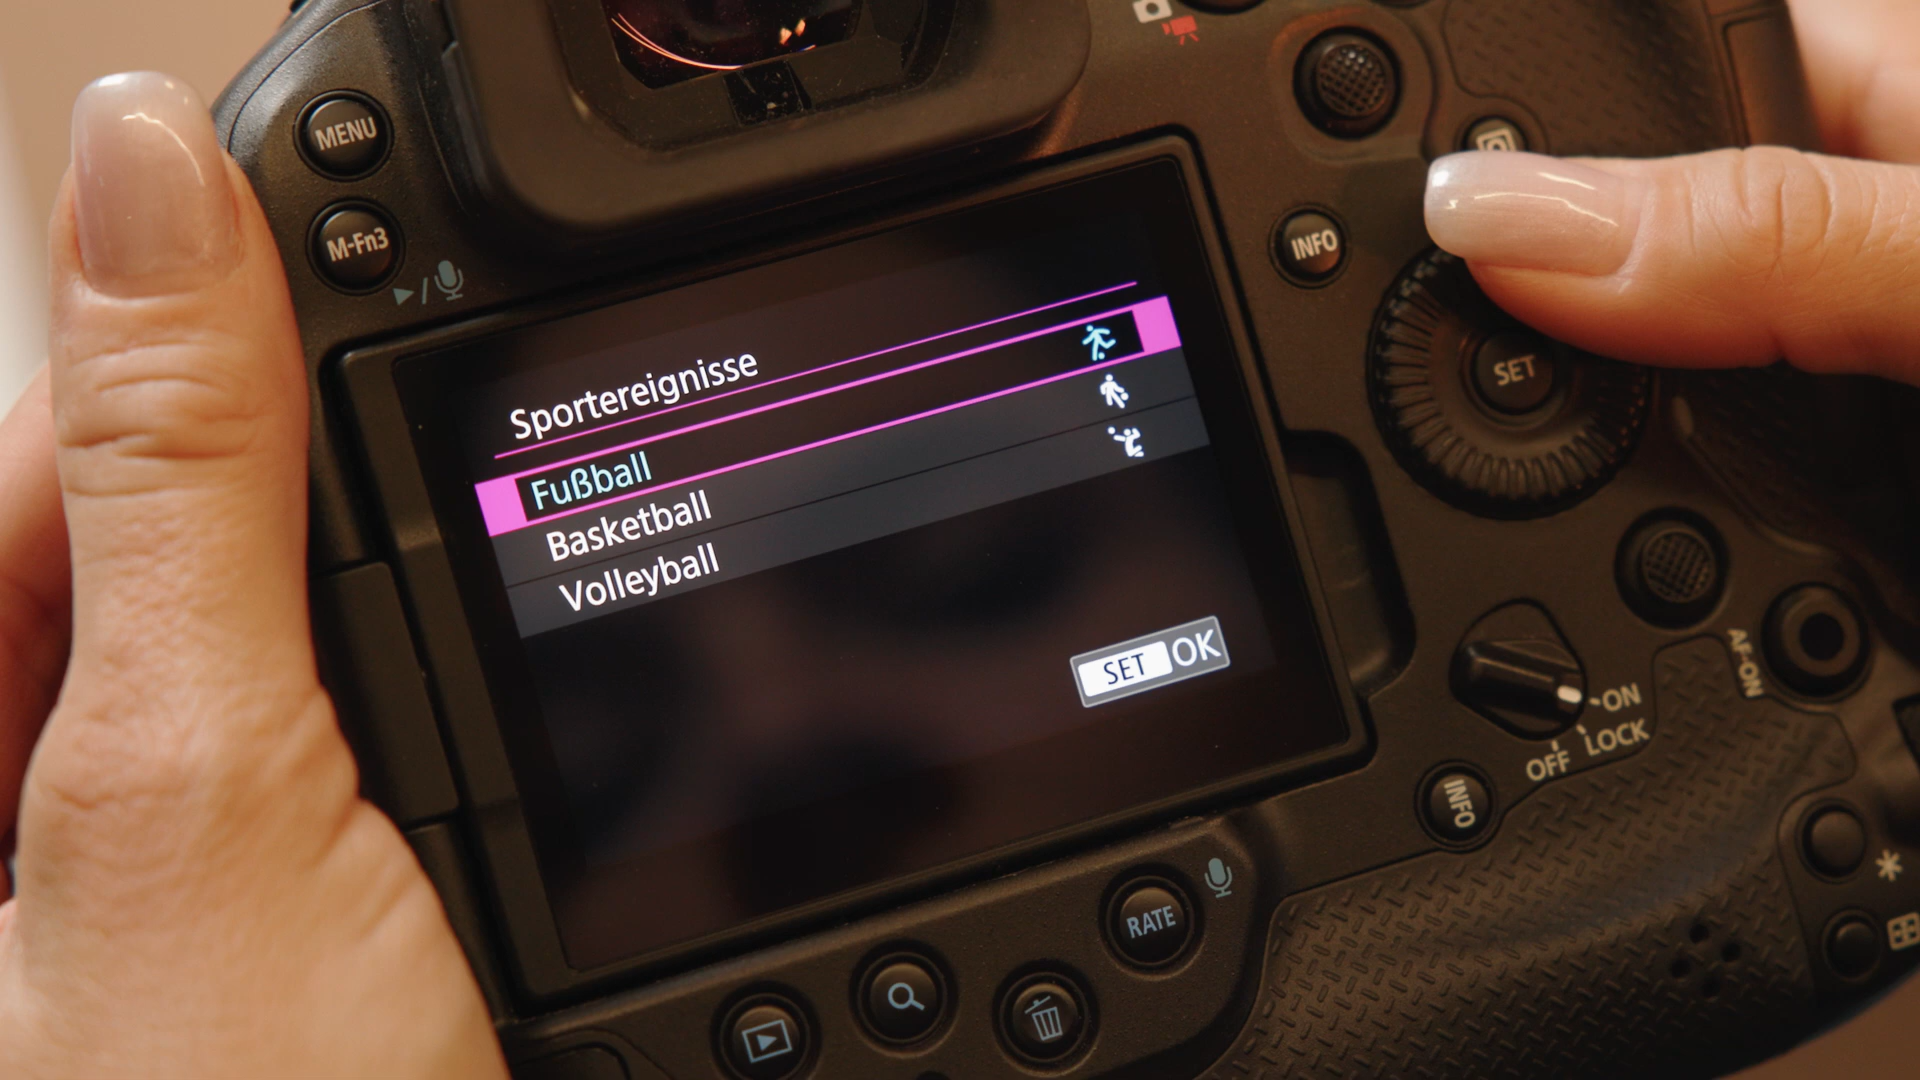 MENU
M-Fn3
INFO
SET
Sportereignisse
Fußball
Basketball
Volleyball
SET OK
ON
LOCK
OFF
AF-ON
INFO
RATE